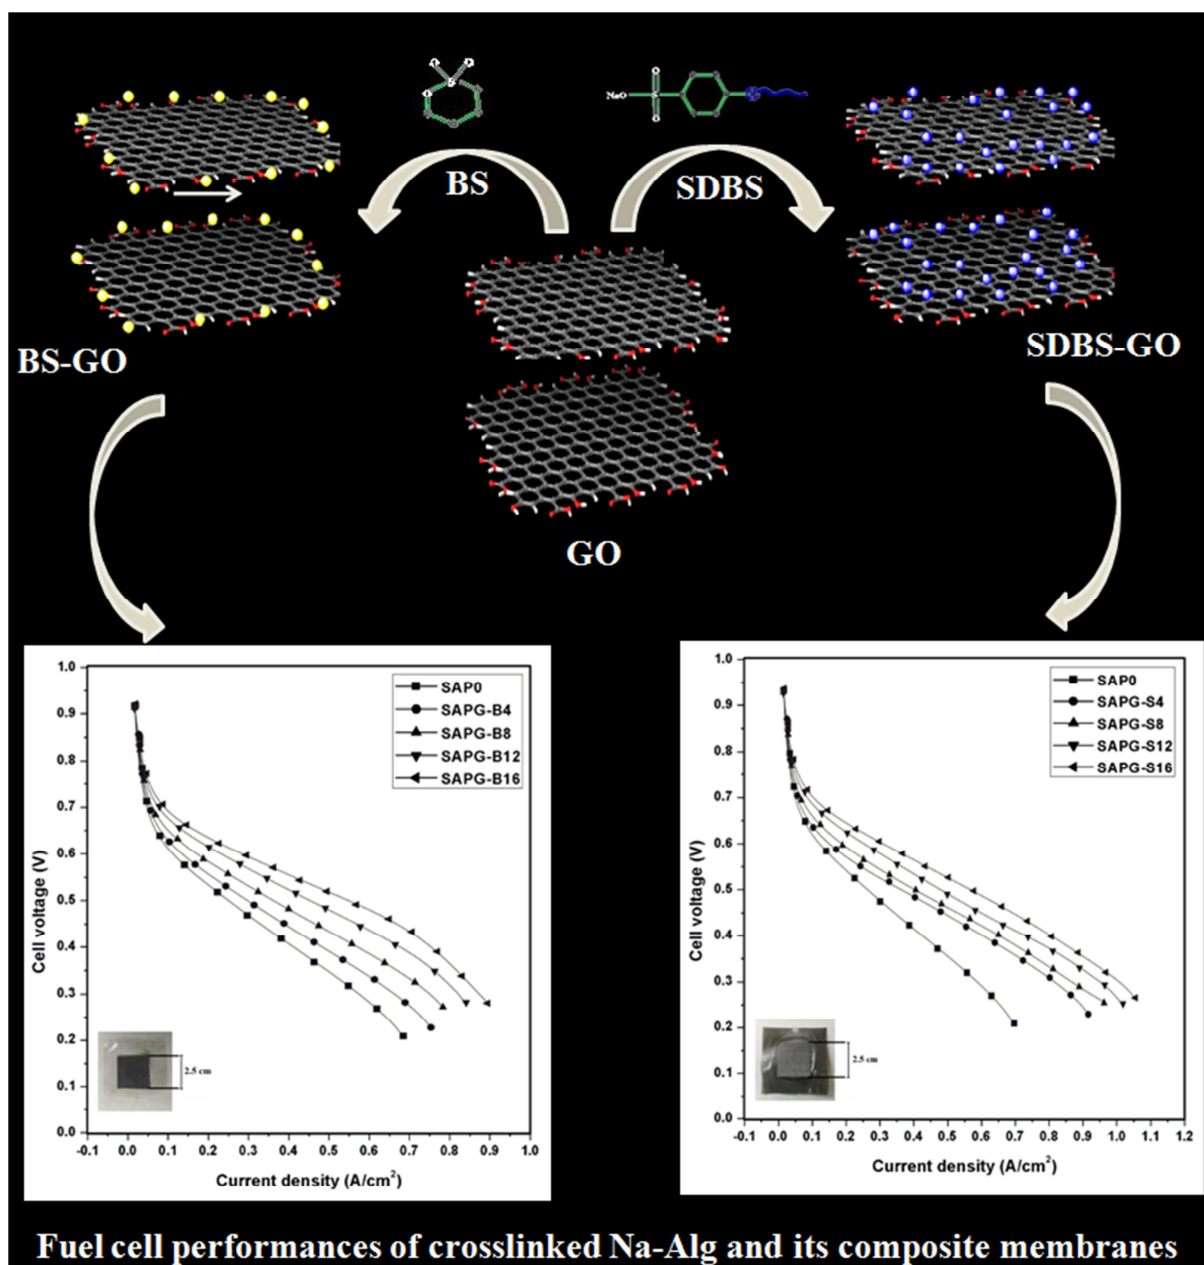 BS
NaO
S
O
O
SDBS
BS-GO
SDBS-GO
GO
1.0
0.9
0.8
0.7
0.6
0.5
0.4
0.3
0.2
0.1
0.0
Cell voltage (V)
SAP0
SAPG-B4
SAPG-B8
SAPG-B12
SAPG-B16
2.5 cm
-0.1 0.0 0.1 0.2 0.3 0.4 0.5 0.6 0.7 0.8 0.9 1.0
Current density (A/cm²)
1.0
0.9
0.8
0.7
0.6
0.5
0.4
0.3
0.2
0.1
0.0
Cell voltage (V)
SAP0
SAPG-S4
SAPG-S8
SAPG-S12
SAPG-S16
2.5 cm
-0.1 0.0 0.1 0.2 0.3 0.4 0.5 0.6 0.7 0.8 0.9 1.0 1.1 1.2
Current density (A/cm²)
Fuel cell performances of crosslinked Na-Alg and its composite membranes